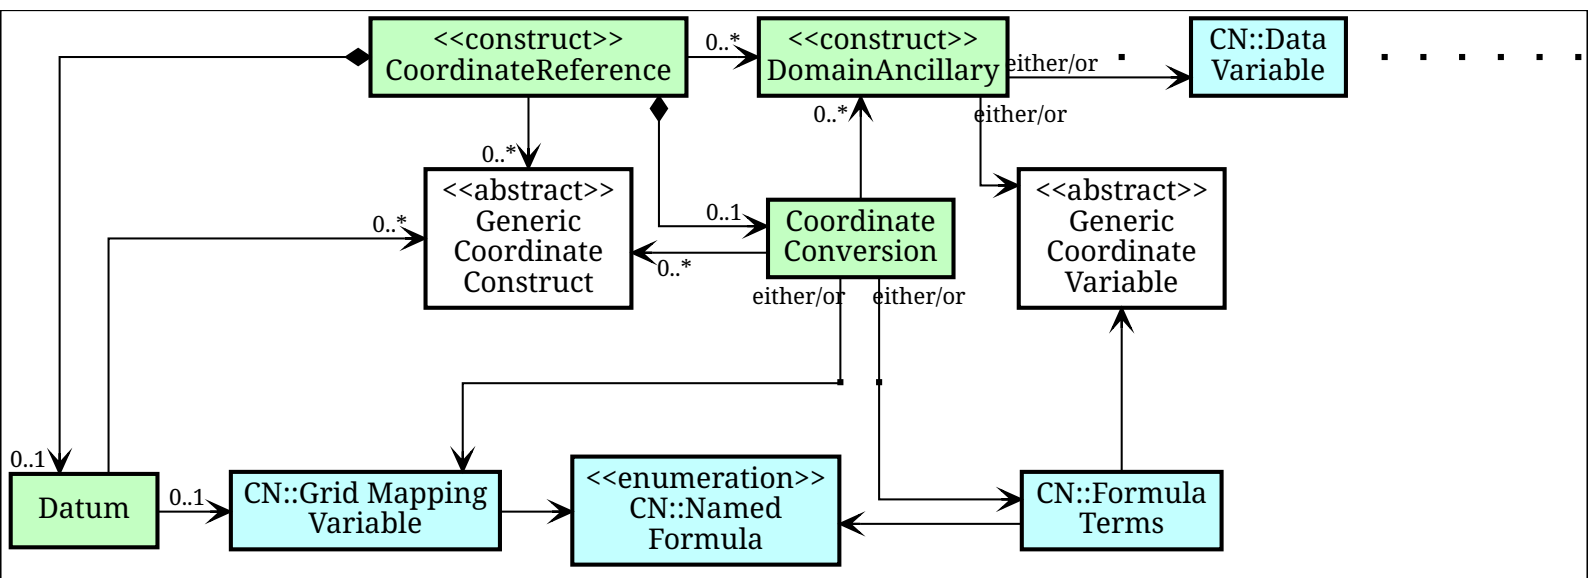 <<construct>>
CoordinateReference
0..*
<<construct>>
DomainAncillary
either/or
CN::Data
Variable
either/or
0..*
0..*
<<abstract>>
Generic
Coordinate
Construct
0..*
0..1
0..*
Coordinate
Conversion
either/or
either/or
<<abstract>>
Generic
Coordinate
Variable
0..1
Datum
0..1
CN::Grid Mapping
Variable
<<enumeration>>
CN::Named
Formula
CN::Formula
Terms